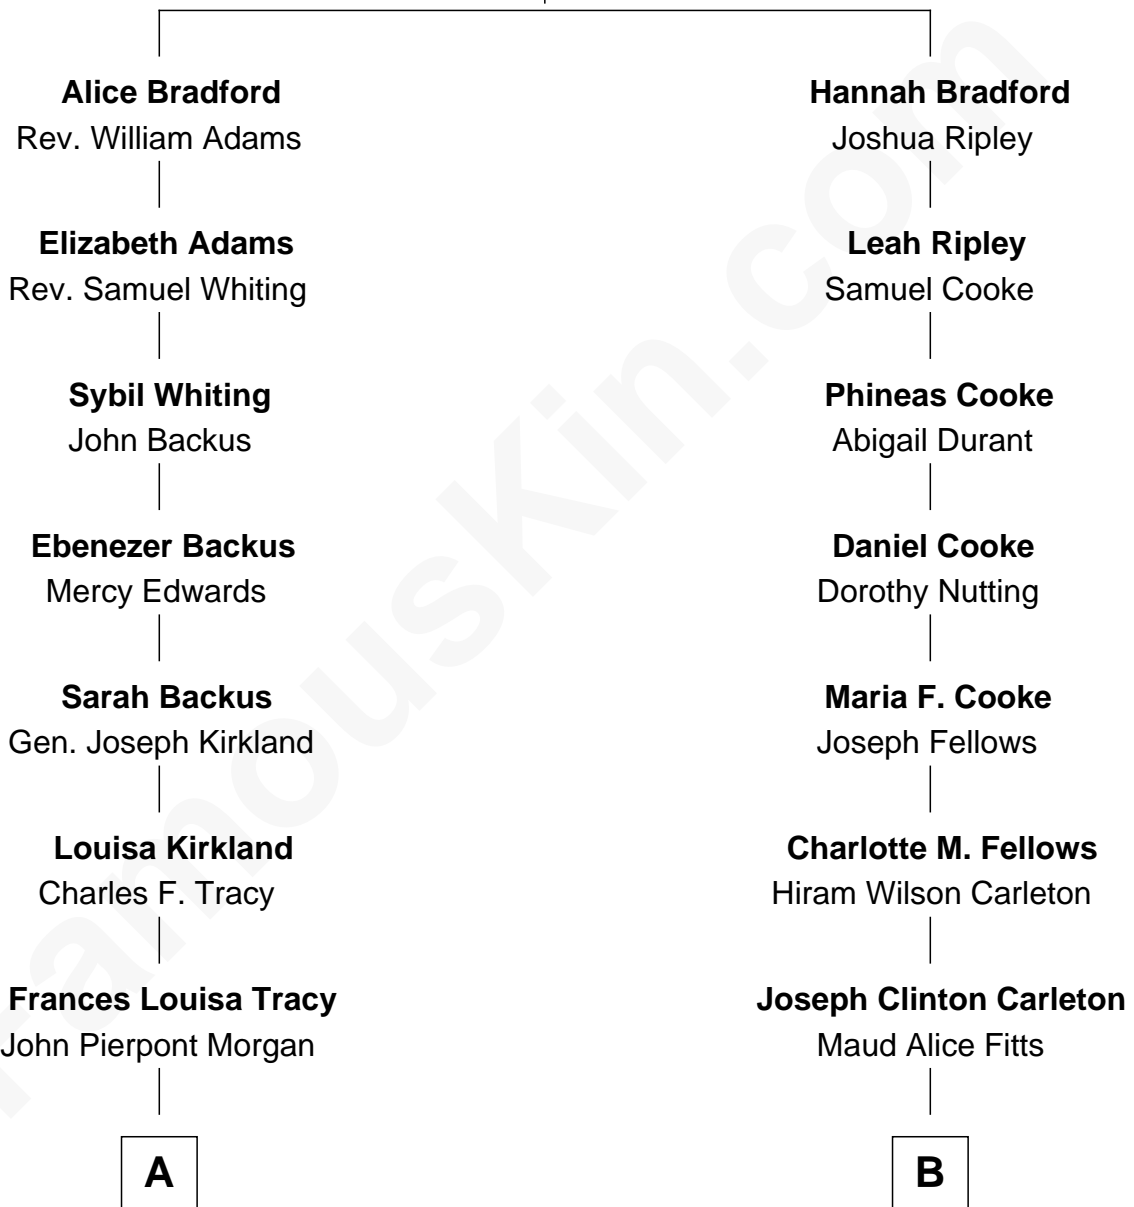 Alice Bradford
Rev. William Adams
Elizabeth Adams
Rev. Samuel Whiting
Sybil Whiting
John Backus
Ebenezer Backus
Mercy Edwards
Sarah Backus
Gen. Joseph Kirkland
Louisa Kirkland
Charles F. Tracy
Frances Louisa Tracy
John Pierpont Morgan
A
Hannah Bradford
Joshua Ripley
Leah Ripley
Samuel Cooke
Phineas Cooke
Abigail Durant
Daniel Cooke
Dorothy Nutting
Maria F. Cooke
Joseph Fellows
Charlotte M. Fellows
Hiram Wilson Carleton
Joseph Clinton Carleton
Maud Alice Fitts
B
FamousKin.com